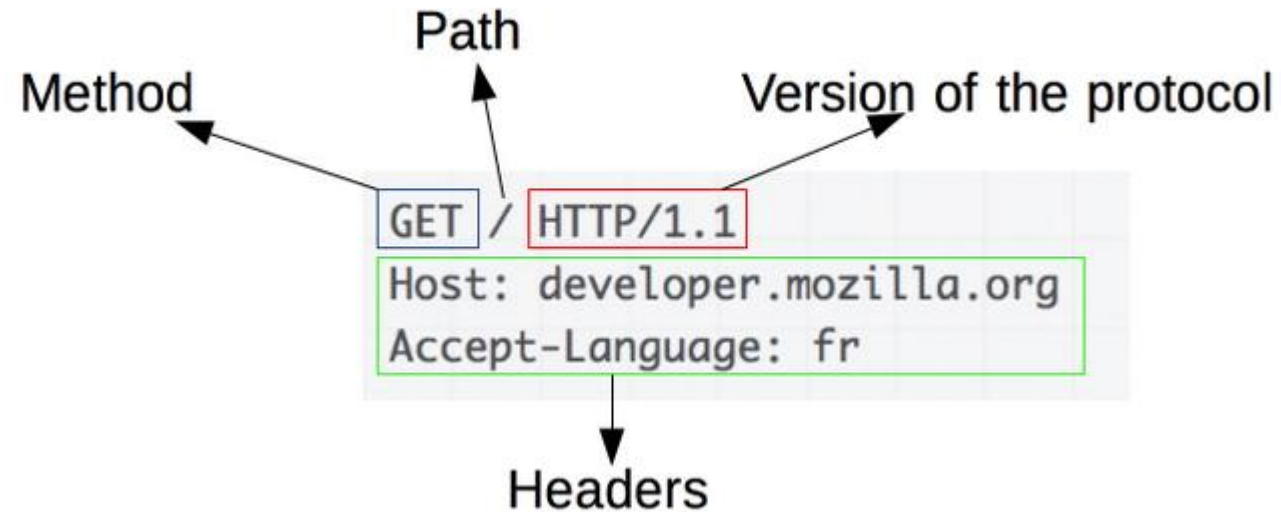 Path
Method
Version of the protocol
GET / HTTP/1.1
Host: developer.mozilla.org
Accept-Language: fr
Headers